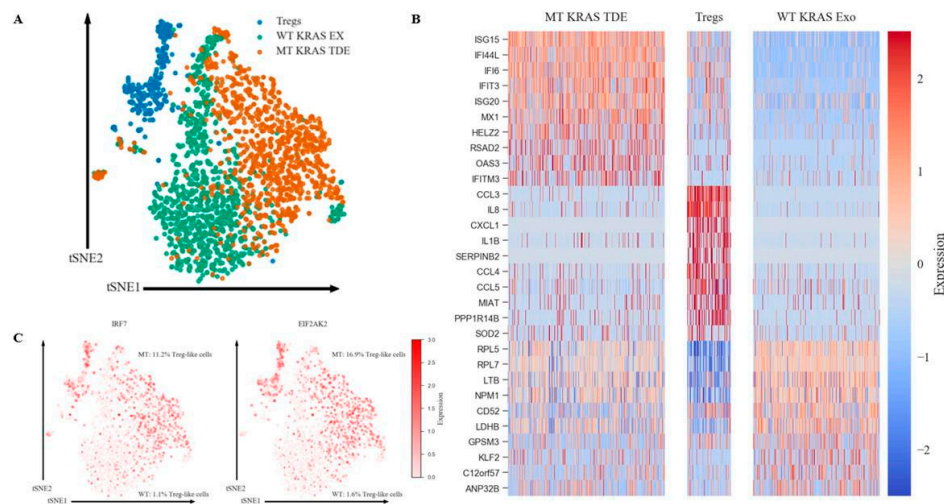 A
Tregs
WT KRAS EX
MT KRAS TDE
tSNE2
tSNE1
B
MT KRAS TDE
Tregs
WT KRAS Exo
ISG15
IFI44L
IFI6
IFIT3
ISG20
MX1
HELZ2
RSAD2
OAS3
IFITM3
CCL3
IL8
CXCL1
IL1B
SERPINB2
CCL4
CCL5
MIAT
PPP1R14B
SOD2
RPL5
RPL7
LTB
NPM1
CD52
LDHB
GPSM3
KLF2
C12orf57
ANP32B
2
1
0
−1
−2
Expression
C
IRF7
MT: 11.2% Treg-like cells
WT: 1.1% Treg-like cells
tSNE2
tSNE1
EIF2AK2
MT: 16.9% Treg-like cells
WT: 1.6% Treg-like cells
tSNE2
tSNE1
3.0
2.5
2.0
1.5
1.0
0.5
0.0
Expression